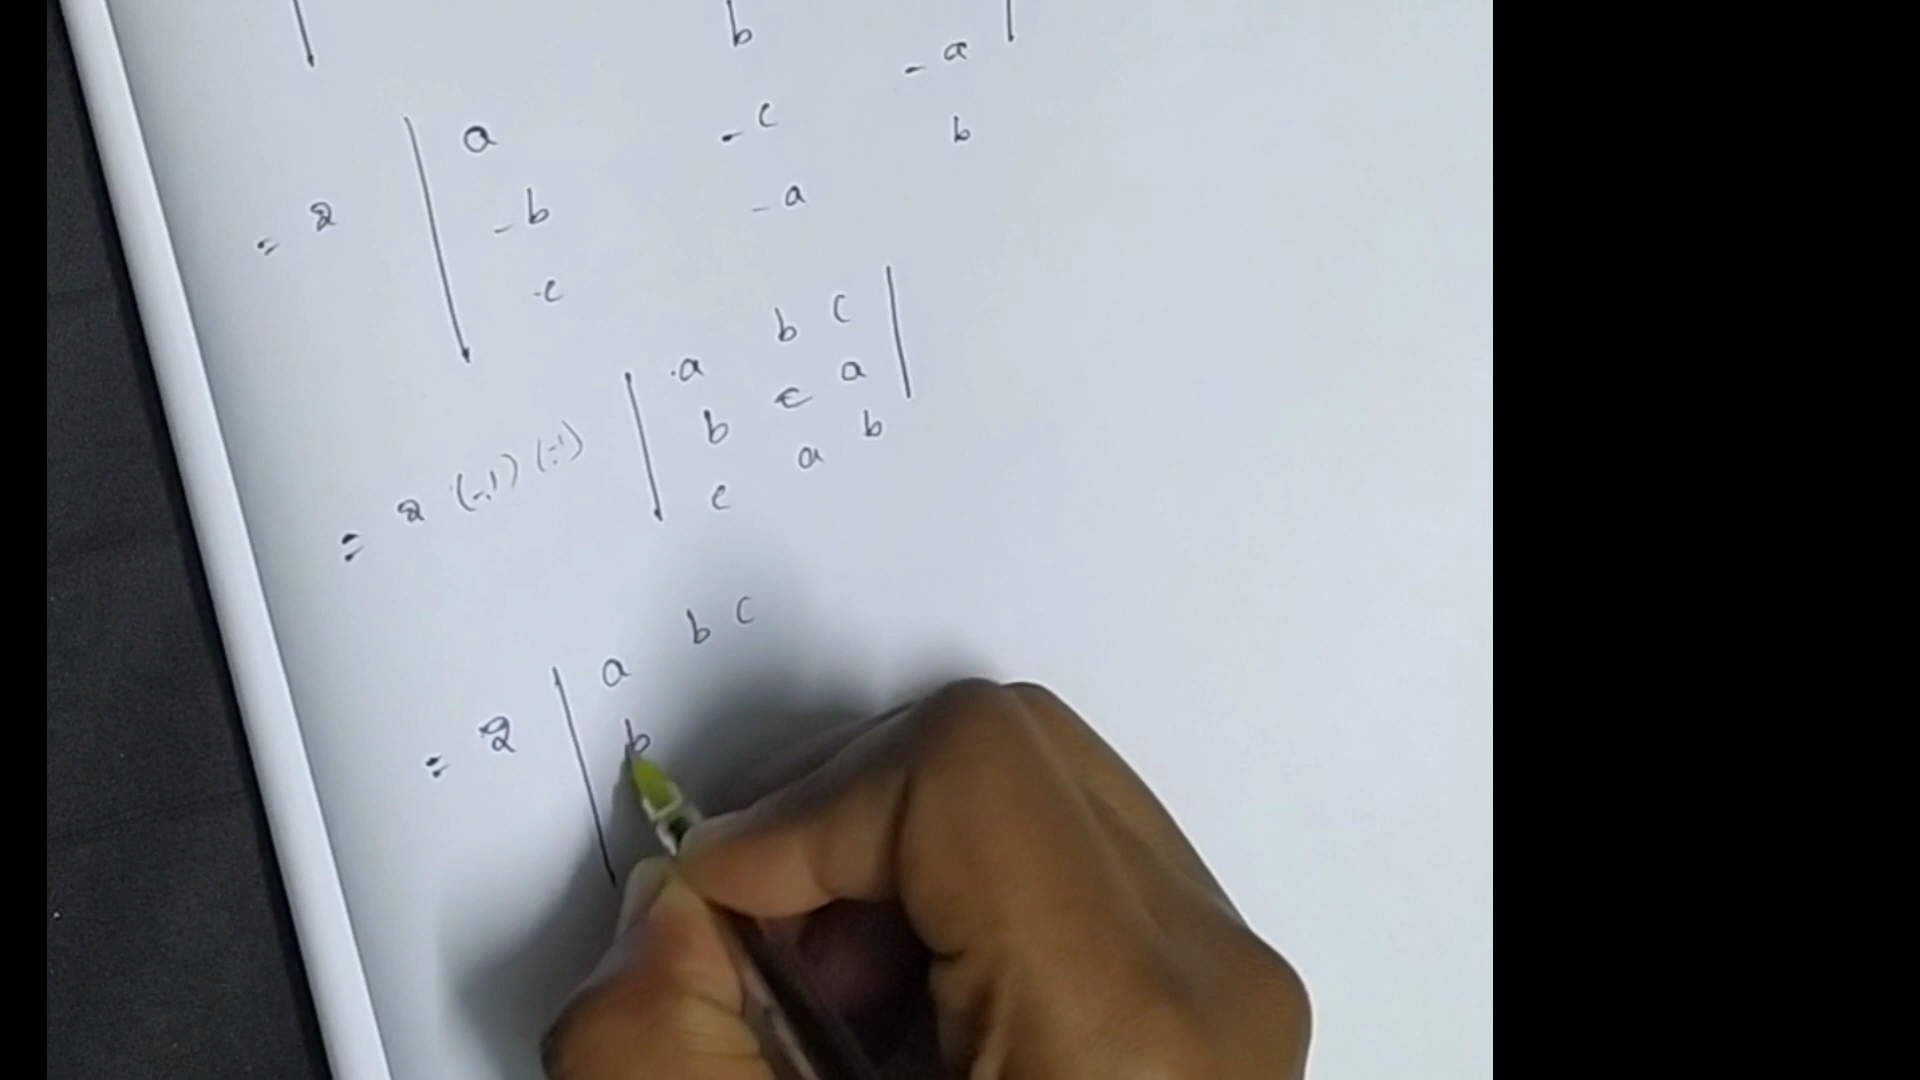 b
= 2 | a -c -a
-b -a b
-c
= 2 (-1) (-1) | a b c |
b c a
c a b
= 2 | a b c
b